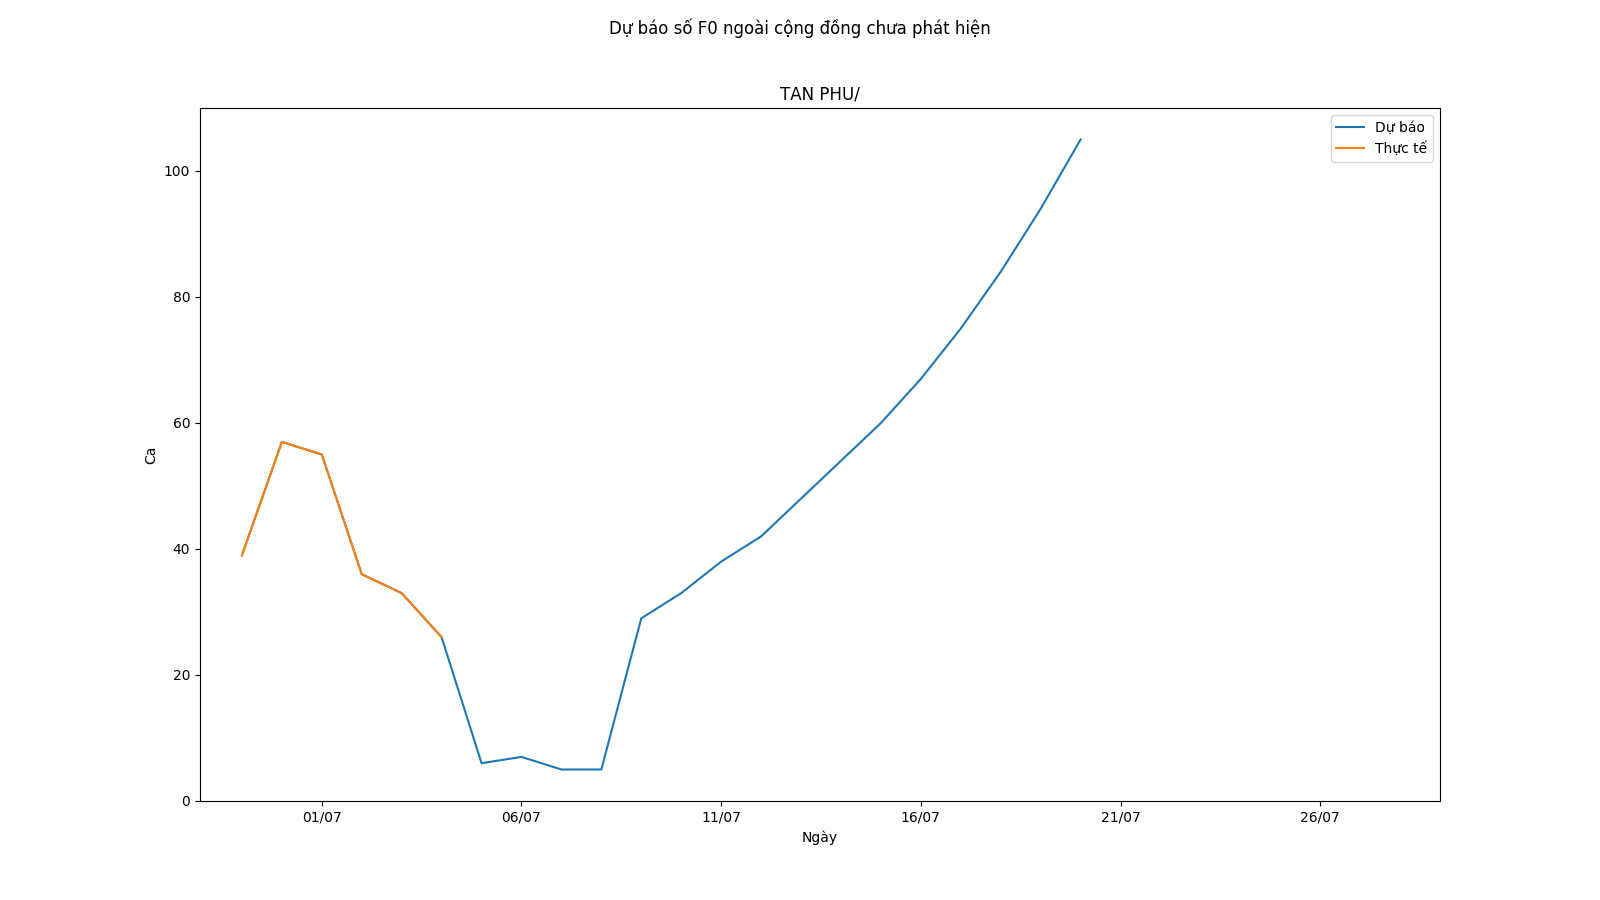 Dự báo số F0 ngoài cộng đồng chưa phát hiện
TAN PHU/
Dự báo
Thực tế
100
80
60
40
20
0
Ca
01/07
06/07
11/07
16/07
21/07
26/07
Ngày